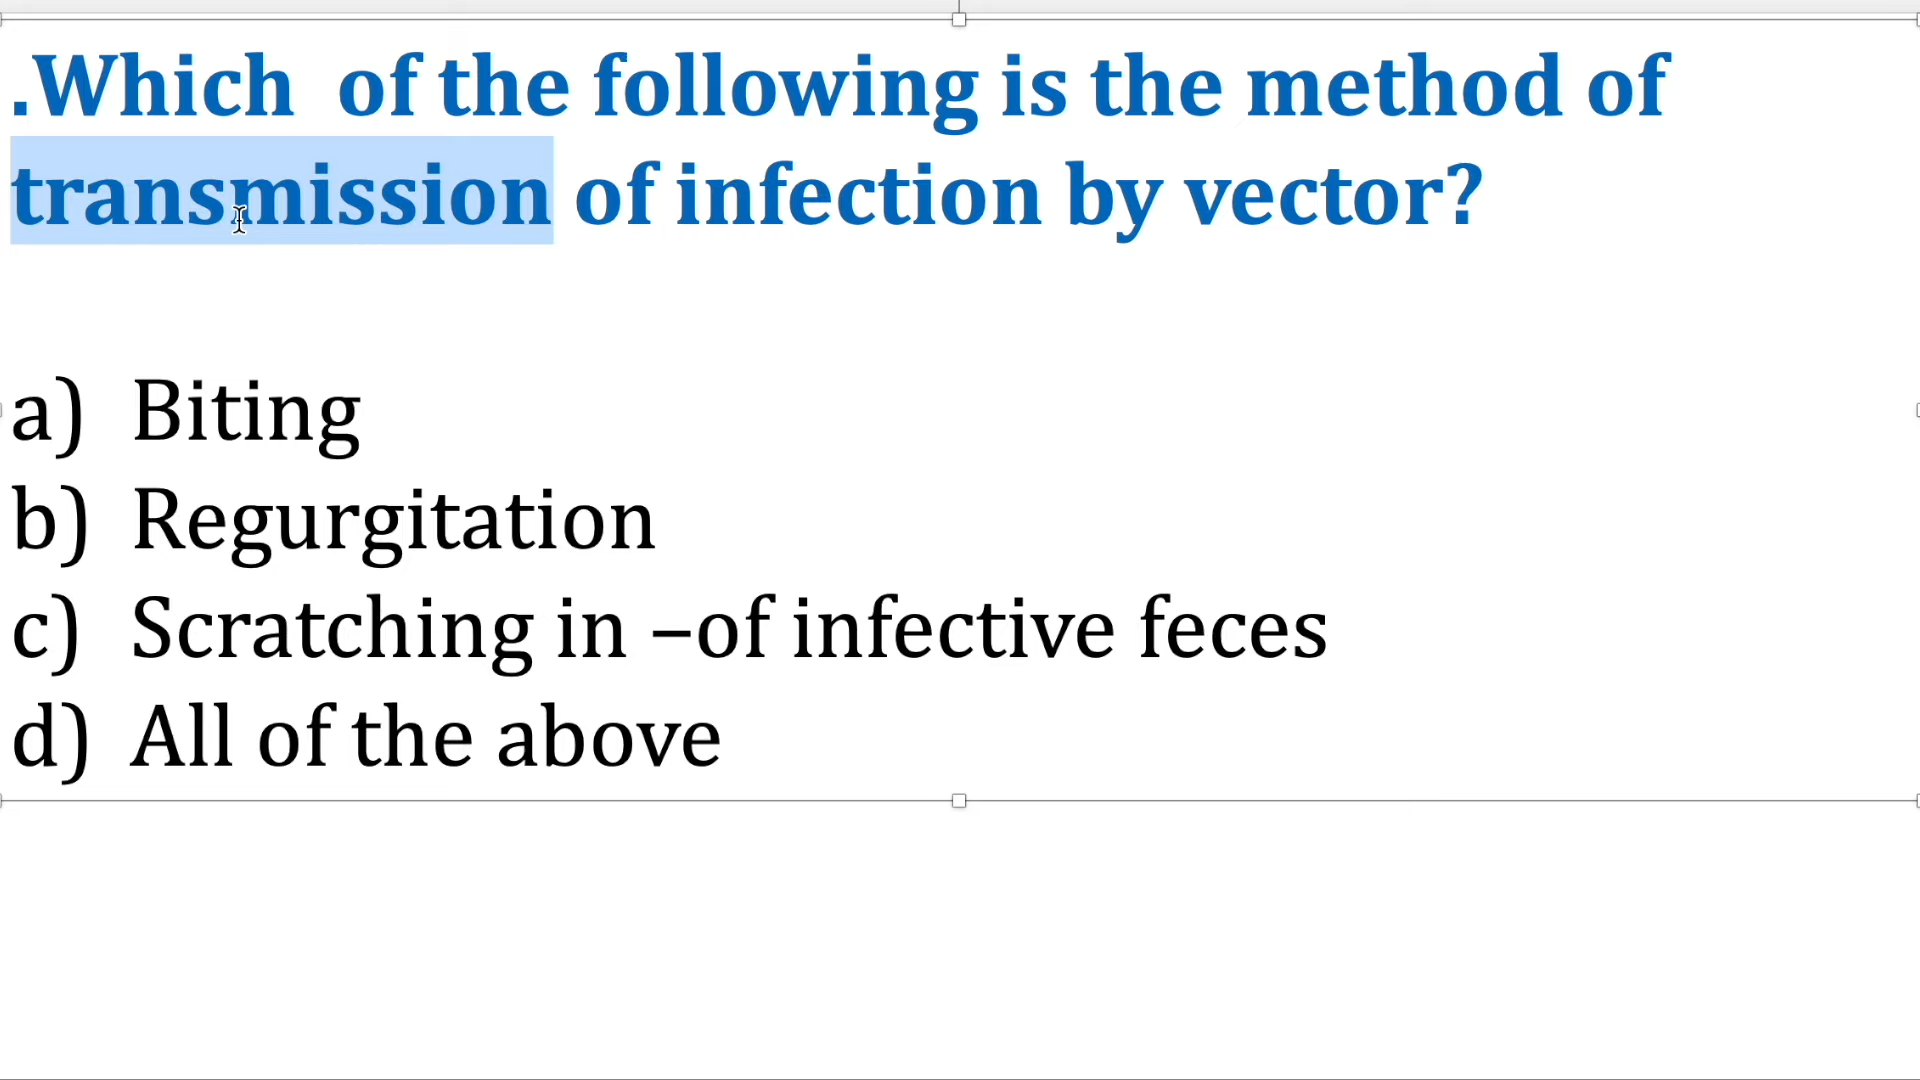 .Which  of the following is the method of
transmission of infection by vector?
a) Biting
b) Regurgitation
c) Scratching in –of infective feces
d) All of the above